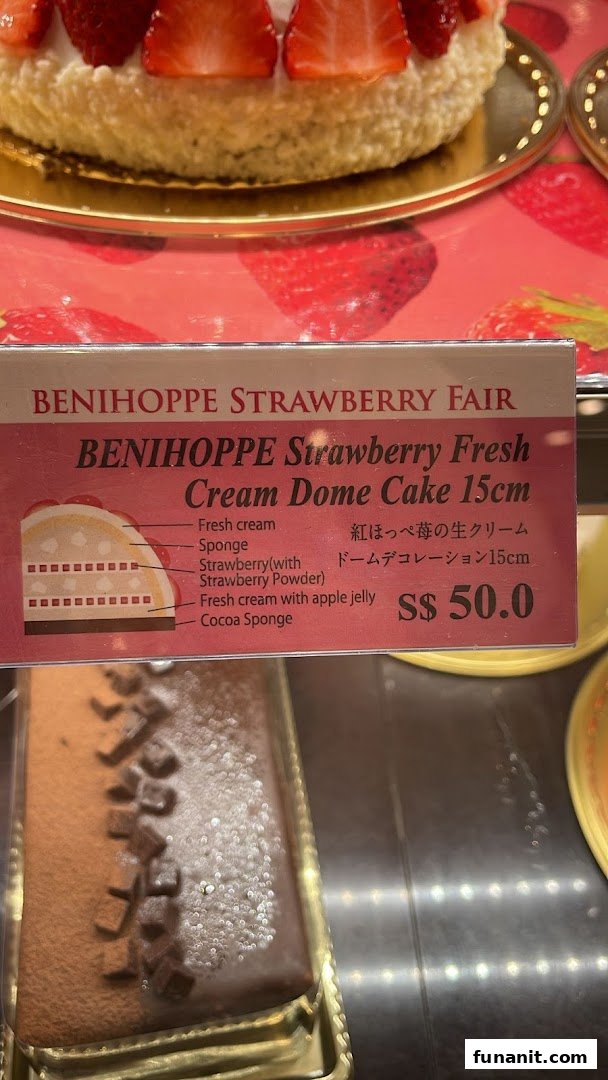 BENIHOPPE STRAWBERRY FAIR
BENIHOPPE Strawberry Fresh
Cream Dome Cake 15cm
Fresh cream
Sponge
Strawberry(with
Strawberry Powder)
Fresh cream with apple jelly
Cocoa Sponge
紅ほっぺ苺の生クリーム
ドームデコレーション15cm
S$ 50.0
funanit.com